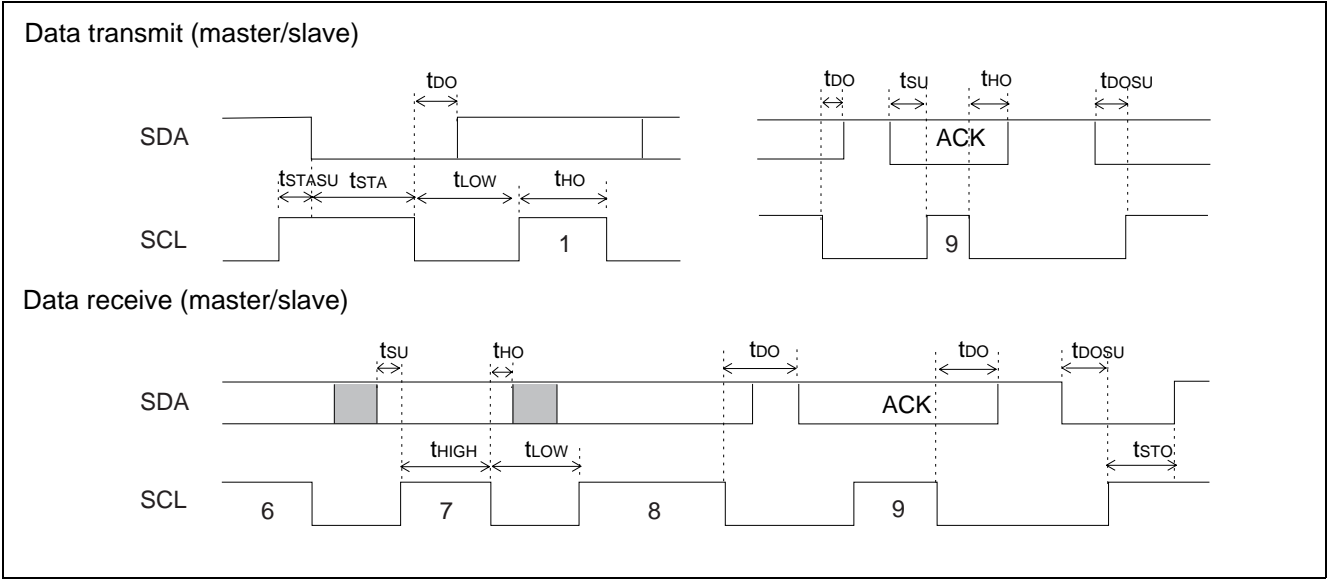 Data transmit (master/slave)
tDO tDO tSU tHO tDOSU
SDA ACK
tSTASU tSTA tLOW tHO
SCL 1 9
Data receive (master/slave)
tSU tHO tDO tDO tDOSU
SDA ACK
tHIGH tLOW tSTO
SCL 6 7 8 9